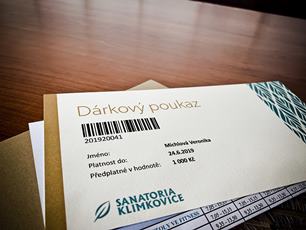 Dárkový poukaz
201920041
Jméno: Michlová Veronika
Platnost do: 24.6.2019
Předplatné v hodnotě: 1 000 Kč
SANATORIA
KLIMKOVICE